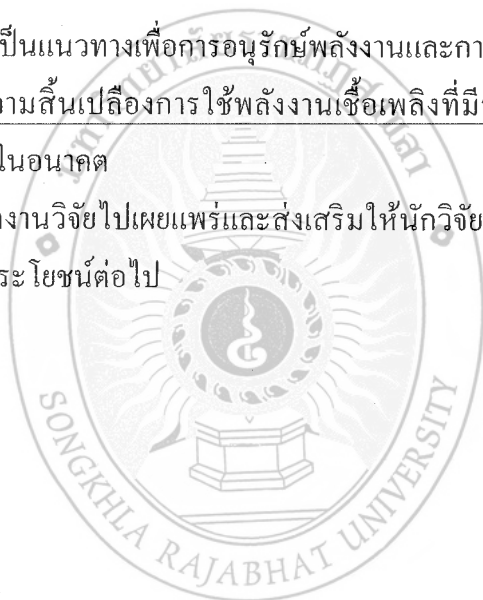 เป็นแนวทางเพื่อการอนุรักษ์พลังงานและกา
ามสิ้นเปลืองการใช้พลังงานเชื้อเพลิงที่มี
ในอนาคต
งานวิจัยไปเผยแพร่และส่งเสริมให้นักวิจัย
ระโยชน์ต่อไป
SONGKHLA RAJABHAT UNIVERSITY